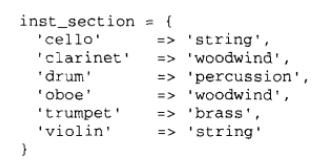 inst_section = {
  'cello'     => 'string',
  'clarinet'  => 'woodwind',
  'drum'      => 'percussion',
  'oboe'      => 'woodwind',
  'trumpet'   => 'brass',
  'violin'    => 'string'
}